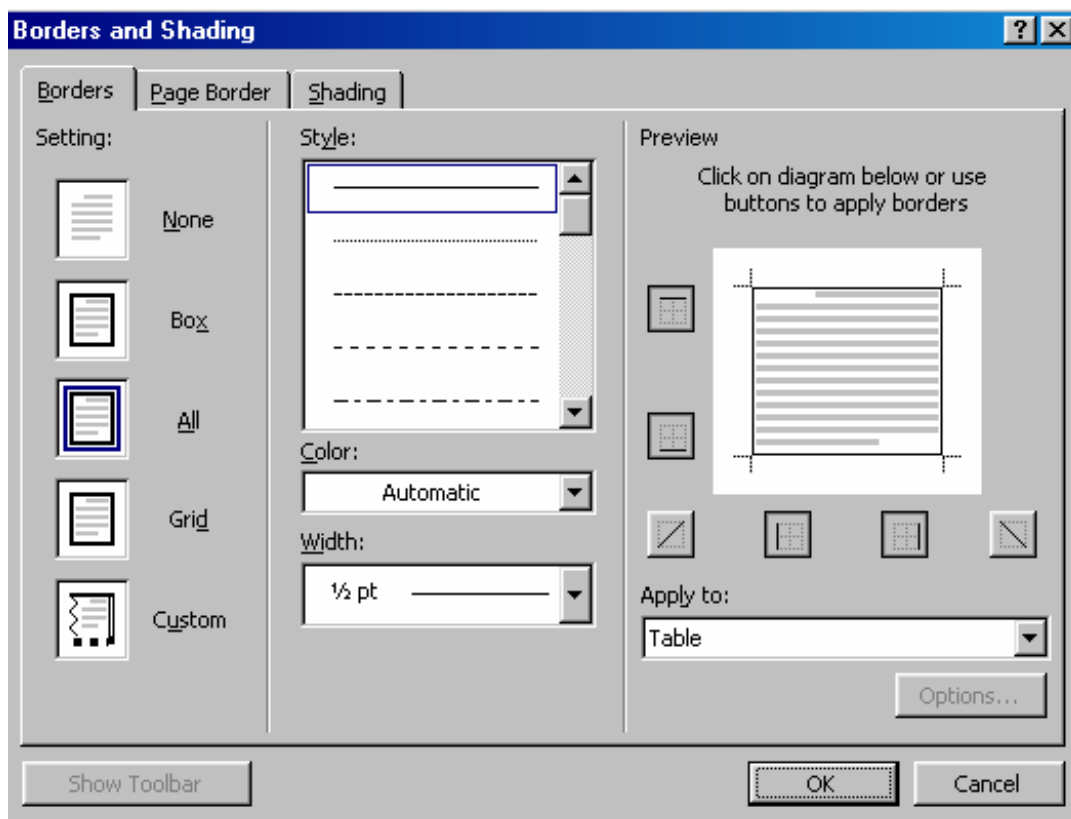 Borders and Shading
Borders
Page Border
Shading
Setting:
None
Box
All
Grid
Custom
Style:
Color:
Automatic
Width:
½ pt
Preview
Click on diagram below or use
buttons to apply borders
Apply to:
Table
Options...
Show Toolbar
OK
Cancel